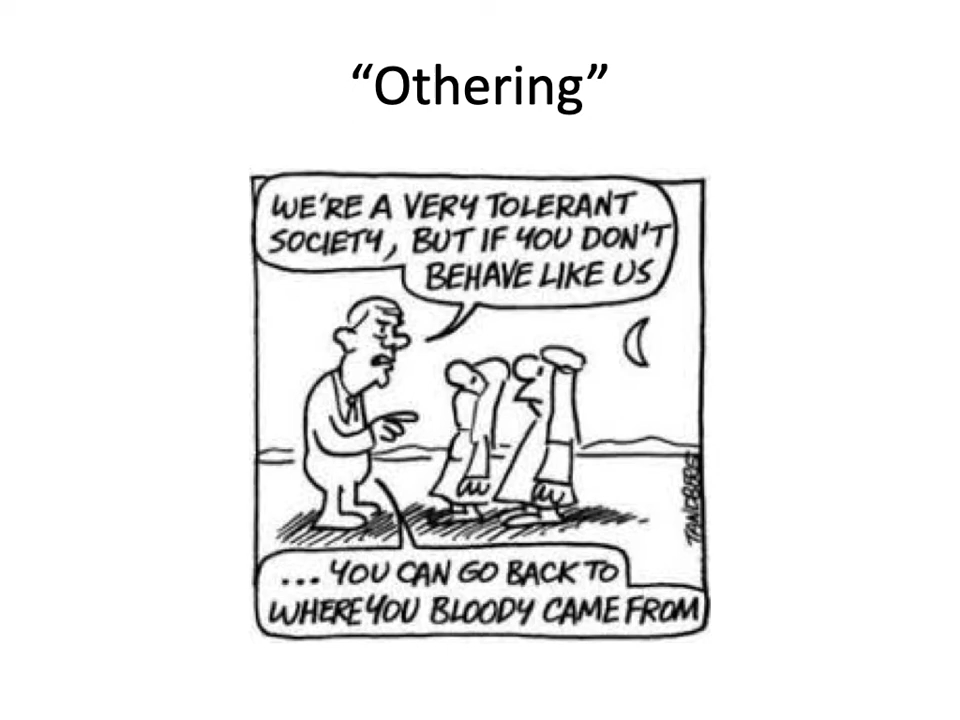 “Othering”
WE'RE A VERY TOLERANT
SOCIETY, BUT IF YOU DON'T
BEHAVE LIKE US
... YOU CAN GO BACK TO
WHERE YOU BLOODY CAME FROM
TANDBERG